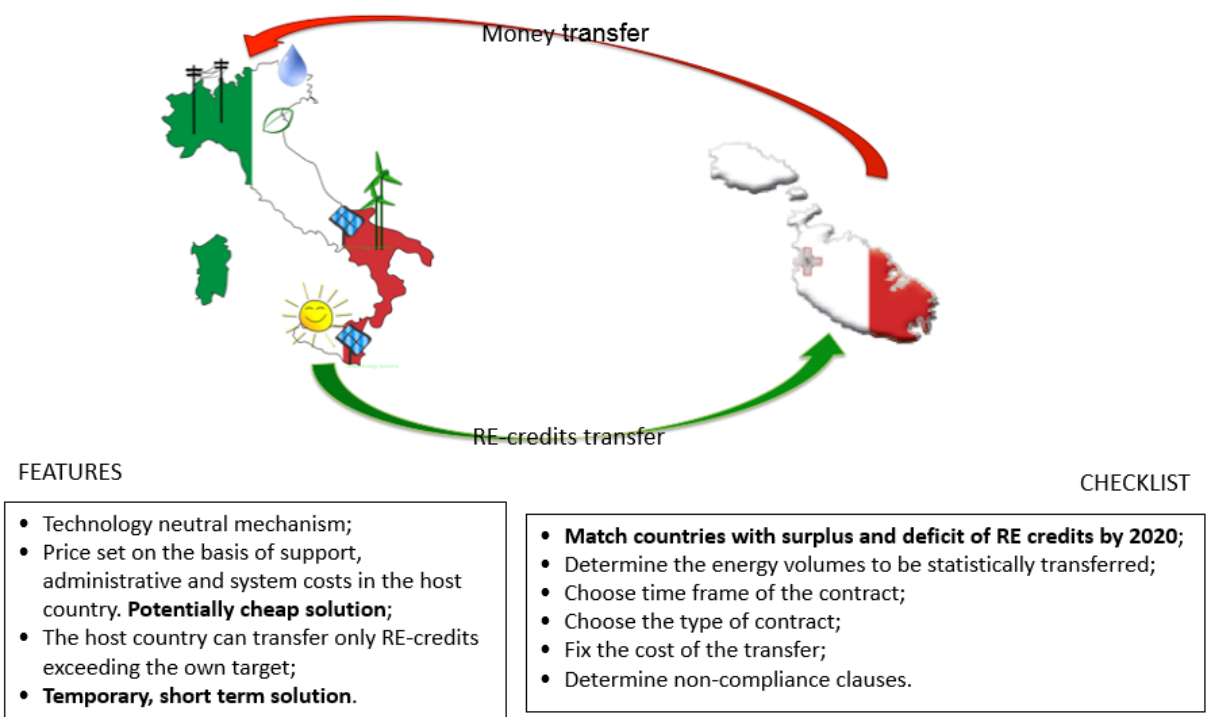 Money transfer
RE-credits transfer
FEATURES
• Technology neutral mechanism;
• Price set on the basis of support,
administrative and system costs in the host
country. Potentially cheap solution;
• The host country can transfer only RE-credits
exceeding the own target;
• Temporary, short term solution.
CHECKLIST
• Match countries with surplus and deficit of RE credits by 2020;
• Determine the energy volumes to be statistically transferred;
• Choose time frame of the contract;
• Choose the type of contract;
• Fix the cost of the transfer;
• Determine non-compliance clauses.